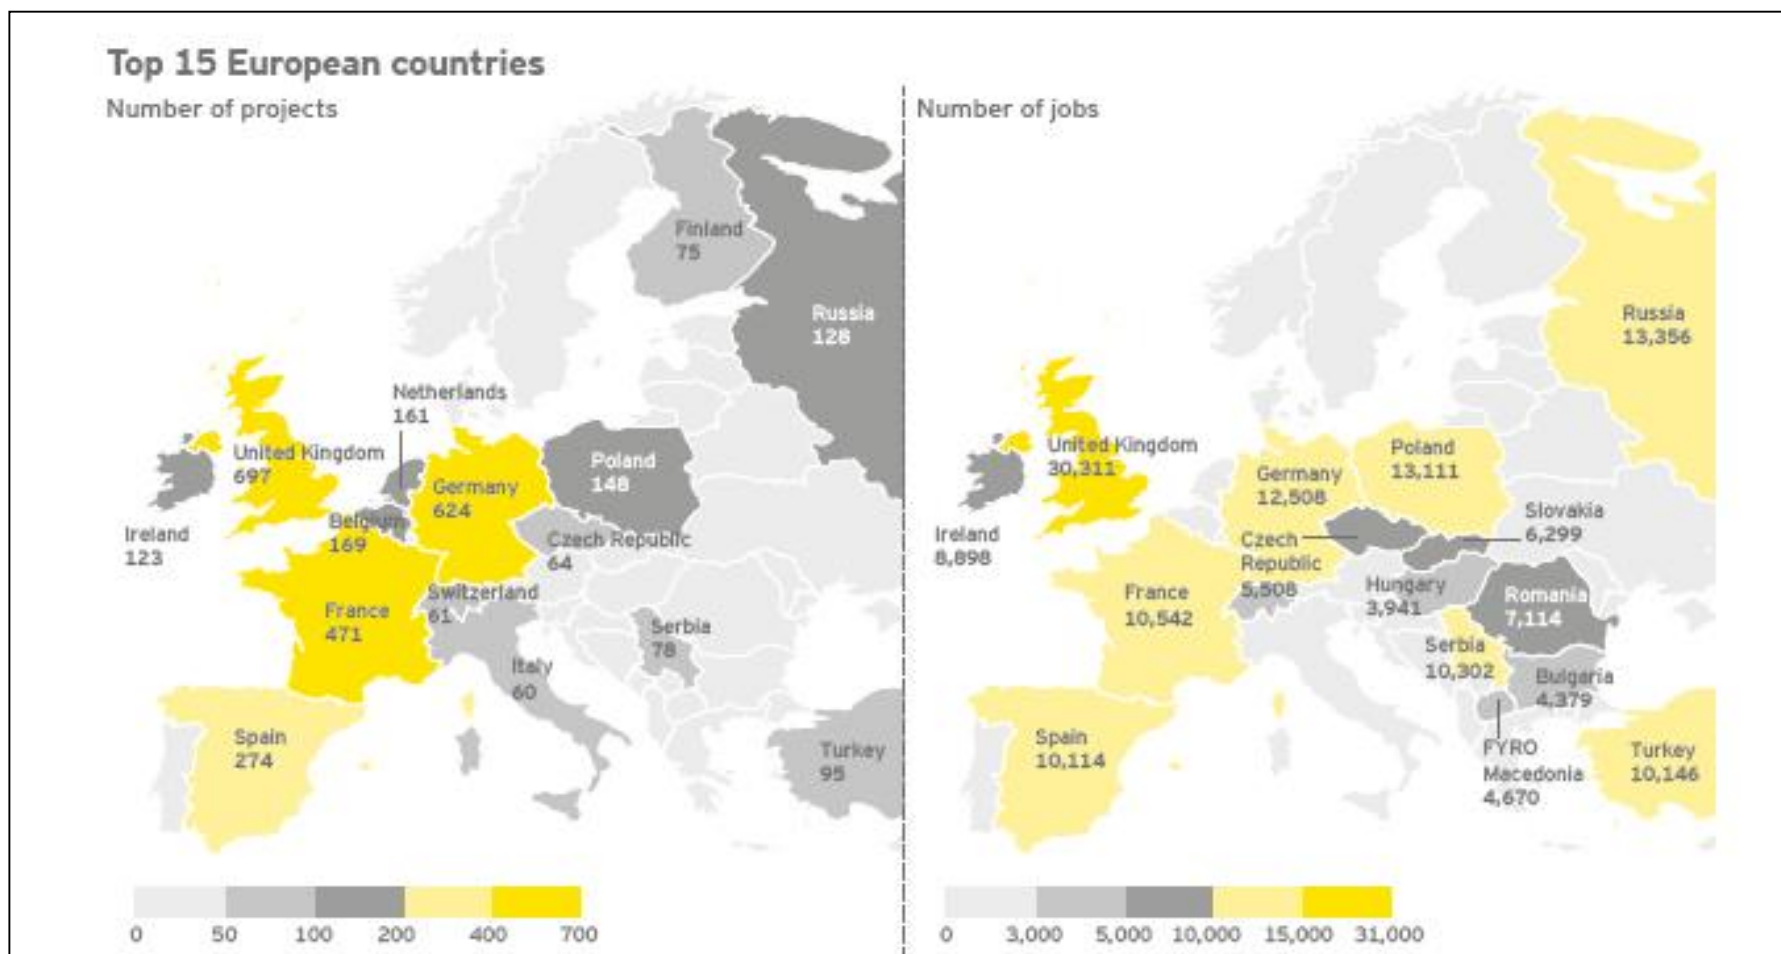 Top 15 European countries
Number of projects
Finland
75
Russia
128
Netherlands
161
United Kingdom
697
Poland
148
Germany
624
Ireland
123
Belgium
169
Czech Republic
64
Switzerland
61
France
471
Serbia
78
Italy
60
Spain
274
Turkey
95
0 50 100 200 400 700
Number of jobs
Russia
13,356
United Kingdom
30,311
Poland
13,111
Germany
12,508
Slovakia
6,299
Ireland
8,898
Czech
Republic
5,508
Hungary
3,941
France
10,542
Romania
7,114
Serbia
10,302
Bulgaria
4,379
Spain
10,114
FYRO
Macedonia
4,670
Turkey
10,146
0 3,000 5,000 10,000 15,000 31,000